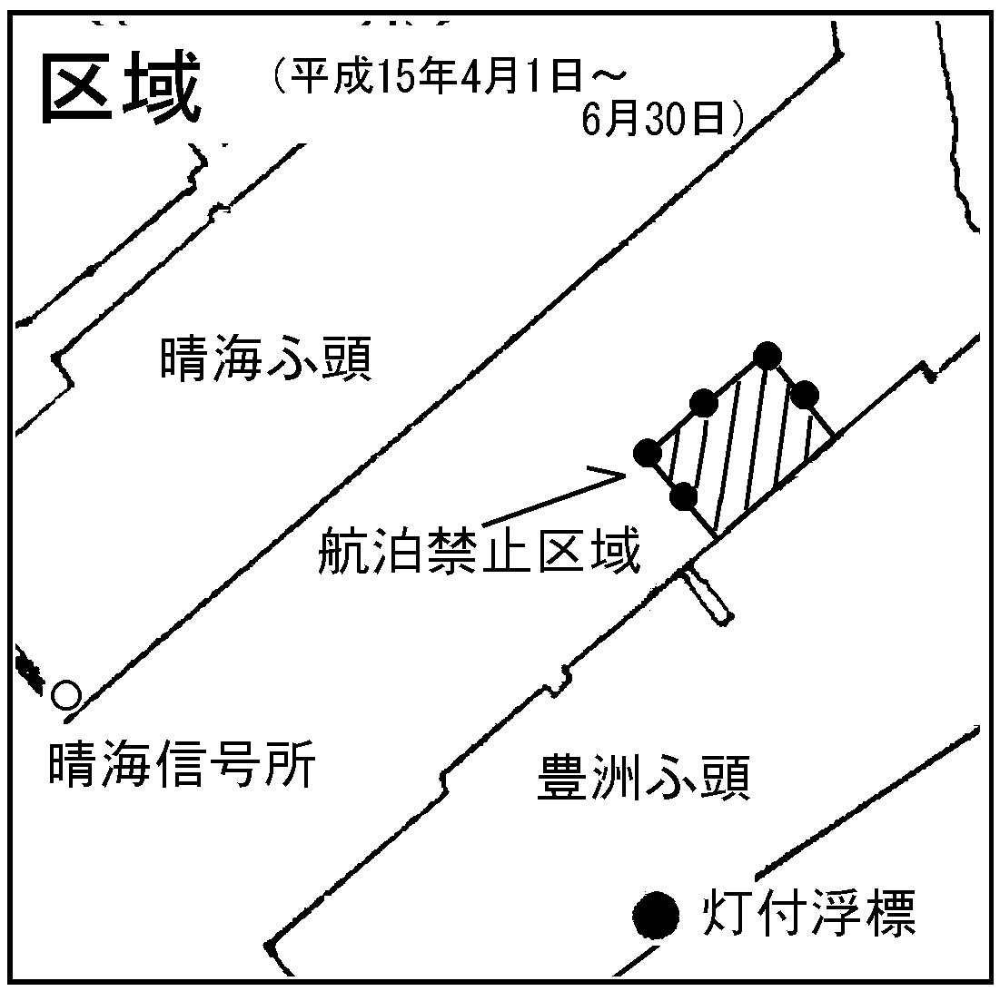 区域
（平成15年4月1日～
6月30日）
晴海ふ頭
航泊禁止区域
晴海信号所
豊洲ふ頭
灯付浮標